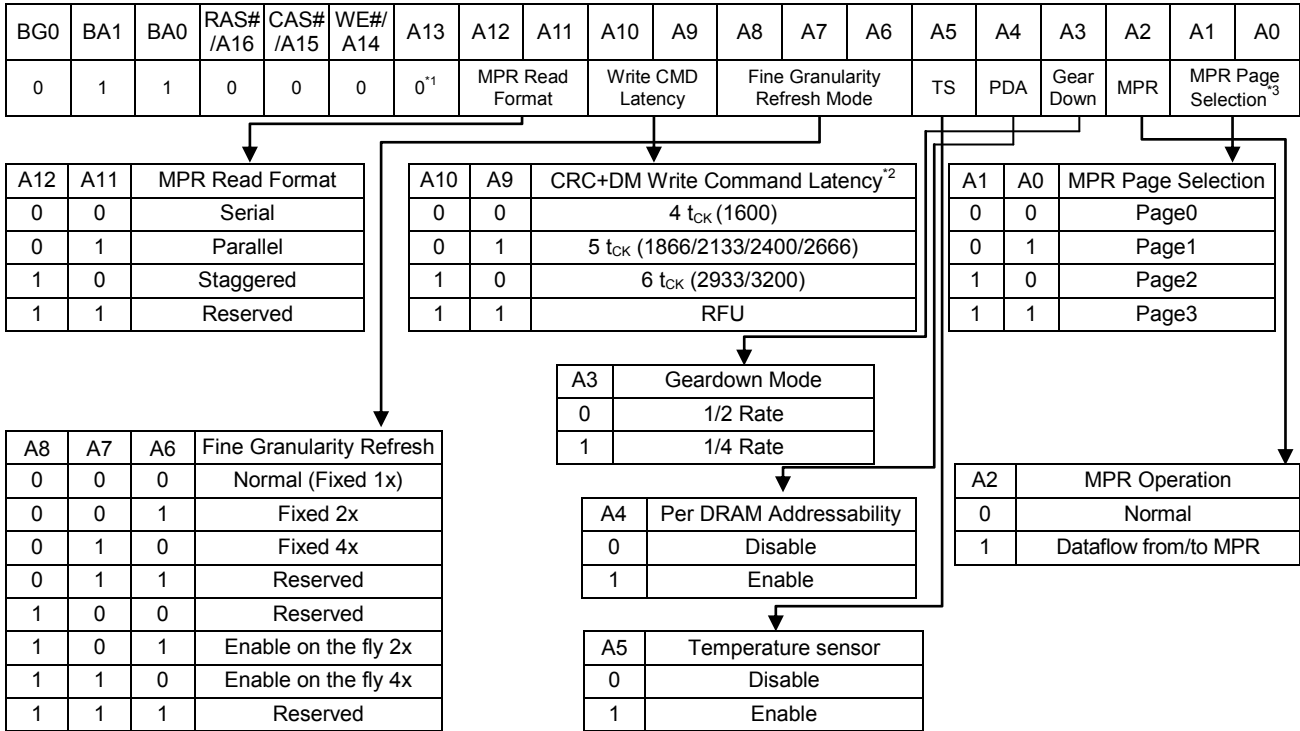 BG0 BA1 BA0 RAS# /A16 CAS# /A15 WE#/ A14 A13 A12 A11 A10 A9 A8 A7 A6 A5 A4 A3 A2 A1 A0
0 1 1 0 0 0 0*1 MPR Read Format Write CMD Latency Fine Granularity Refresh Mode TS PDA Gear Down MPR MPR Page Selection*3
A12 A11 MPR Read Format
0 0 Serial
0 1 Parallel
1 0 Staggered
1 1 Reserved
A10 A9 CRC+DM Write Command Latency*2
0 0 4 tCK (1600)
0 1 5 tCK (1866/2133/2400/2666)
1 0 6 tCK (2933/3200)
1 1 RFU
A1 A0 MPR Page Selection
0 0 Page0
0 1 Page1
1 0 Page2
1 1 Page3
A3 Geardown Mode
0 1/2 Rate
1 1/4 Rate
A8 A7 A6 Fine Granularity Refresh
0 0 0 Normal (Fixed 1x)
0 0 1 Fixed 2x
0 1 0 Fixed 4x
0 1 1 Reserved
1 0 0 Reserved
1 0 1 Enable on the fly 2x
1 1 0 Enable on the fly 4x
1 1 1 Reserved
A4 Per DRAM Addressability
0 Disable
1 Enable
A2 MPR Operation
0 Normal
1 Dataflow from/to MPR
A5 Temperature sensor
0 Disable
1 Enable